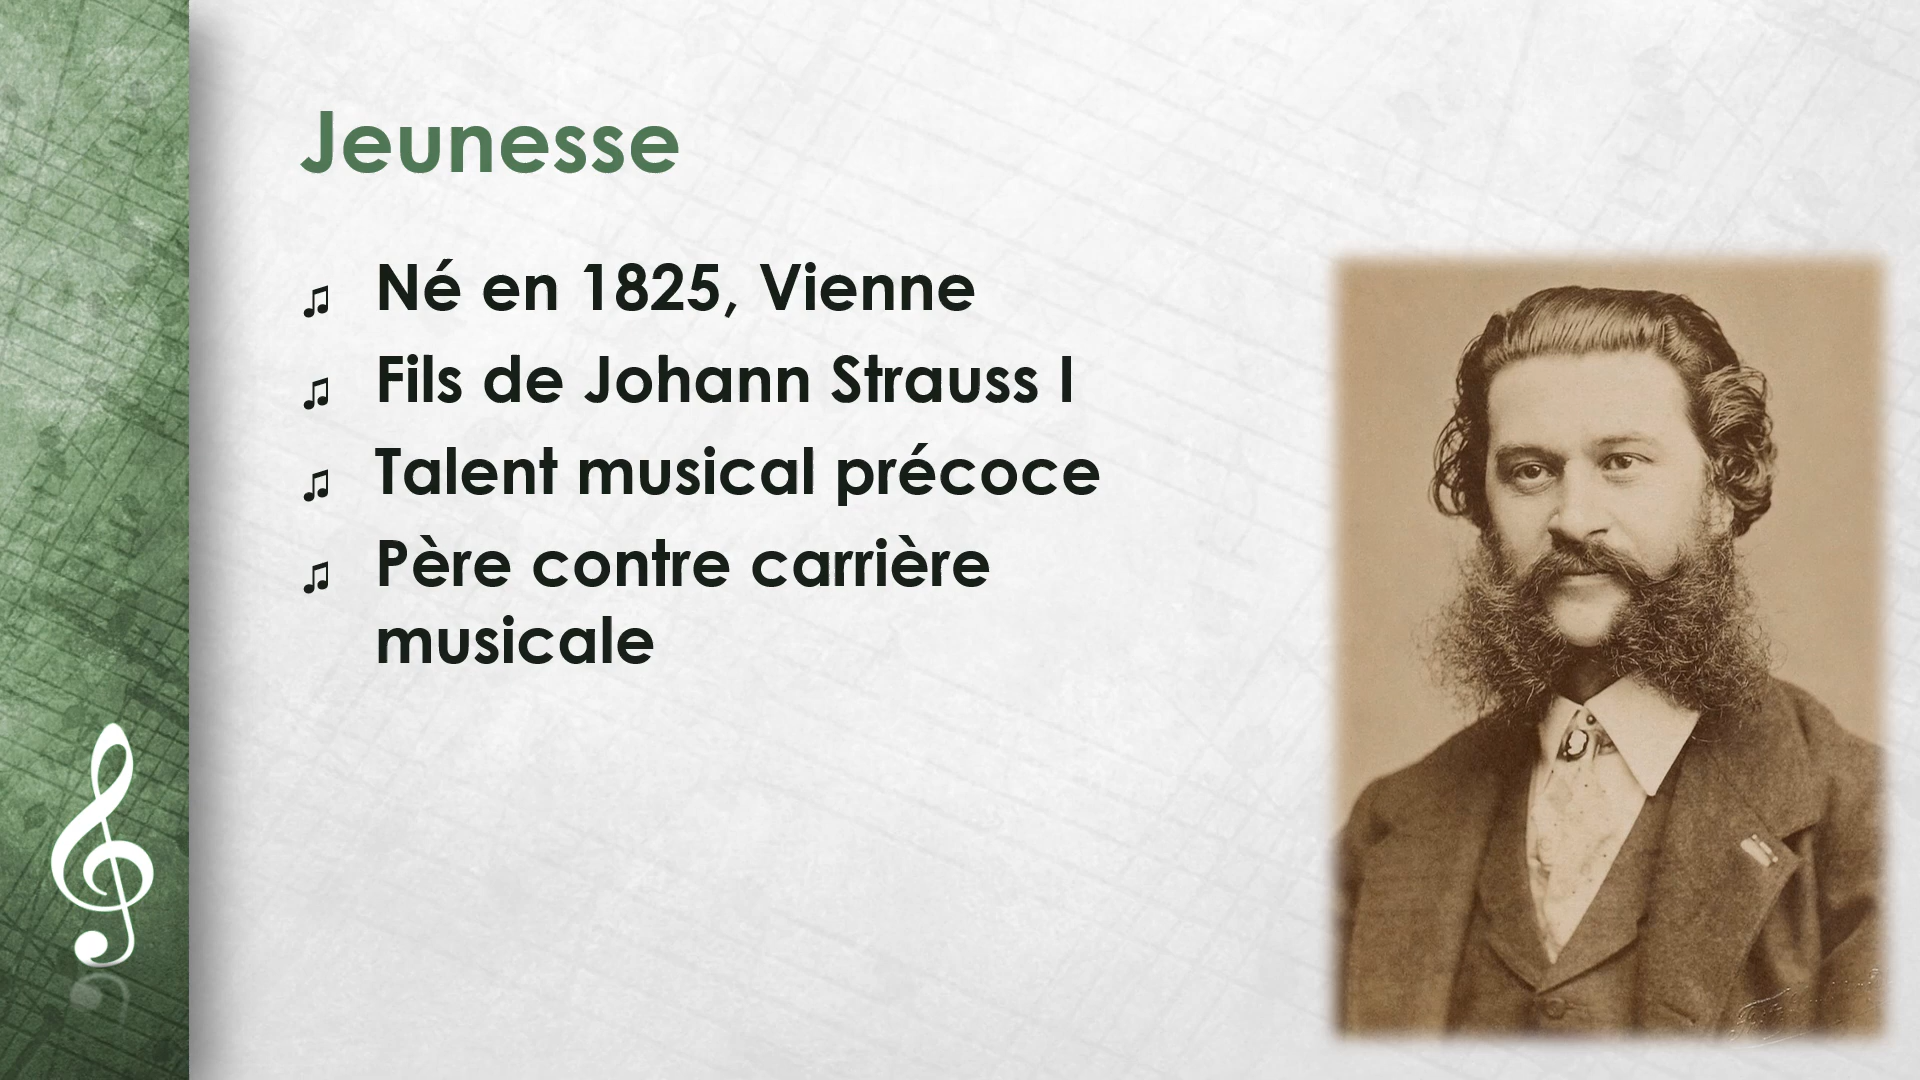 Jeunesse
♫ Né en 1825, Vienne
♫ Fils de Johann Strauss I
♫ Talent musical précoce
♫ Père contre carrière
musicale